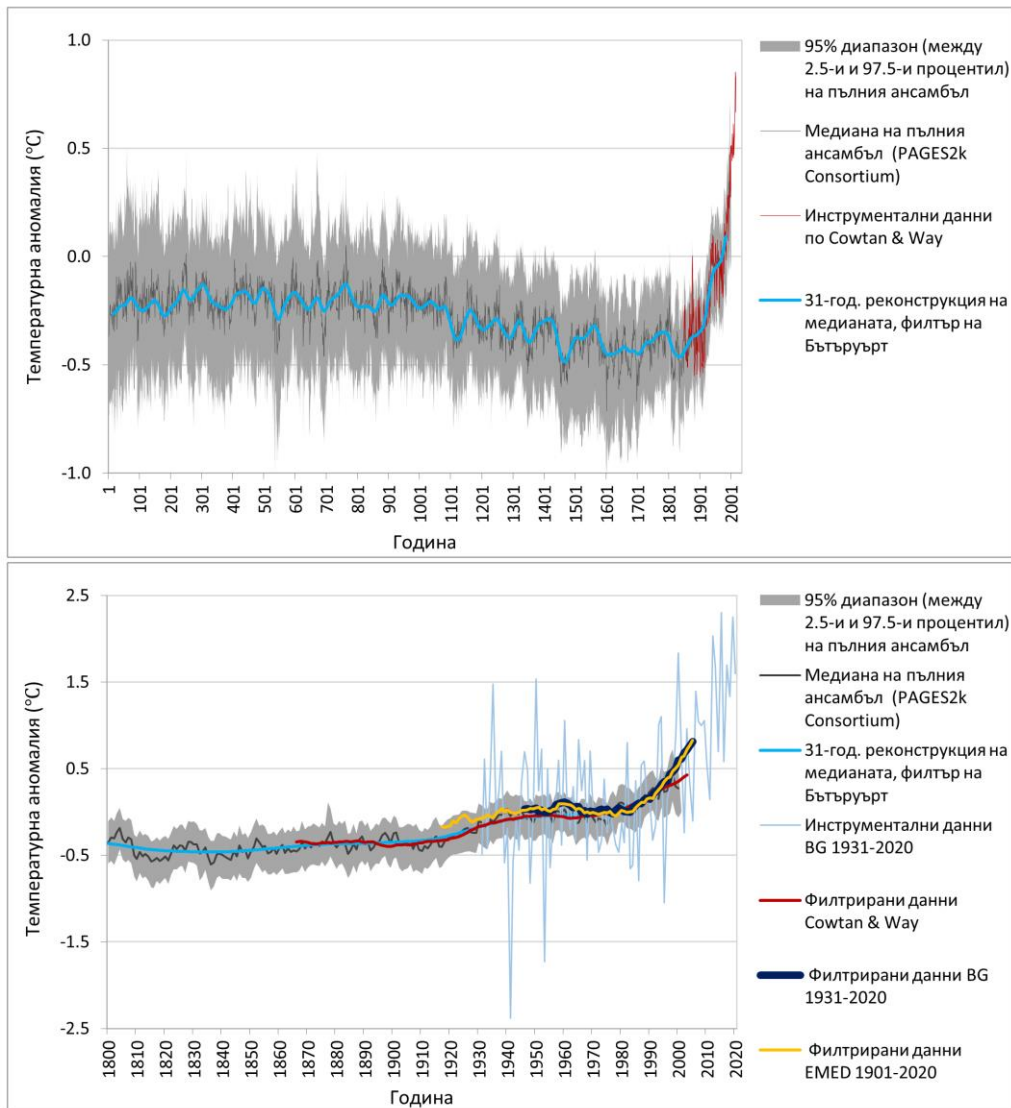 1.0
0.5
0.0
-0.5
-1.0
Температурна аномалия (°C)
1
101
201
301
401
501
601
701
801
901
1001
1101
1201
1301
1401
1501
1601
1701
1801
1901
2001
Година
95% диапазон (между
2.5-и и 97.5-и процентил)
на пълния ансамбъл
Медиана на пълния
ансамбъл (PAGES2k
Consortium)
Инструментални данни
по Cowtan & Way
31-год. реконструкция на
медианата, филтър на
Бътъруърт
2.5
1.5
0.5
-0.5
-1.5
-2.5
Температурна аномалия (°C)
1800
1810
1820
1830
1840
1850
1860
1870
1880
1890
1900
1910
1920
1930
1940
1950
1960
1970
1980
1990
2000
2010
2020
Година
95% диапазон (между
2.5-и и 97.5-и процентил)
на пълния ансамбъл
Медиана на пълния
ансамбъл (PAGES2k
Consortium)
31-год. реконструкция на
медианата, филтър на
Бътъруърт
Инструментални данни
BG 1931-2020
Филтрирани данни
Cowtan & Way
Филтрирани данни BG
1931-2020
Филтрирани данни
EMED 1901-2020